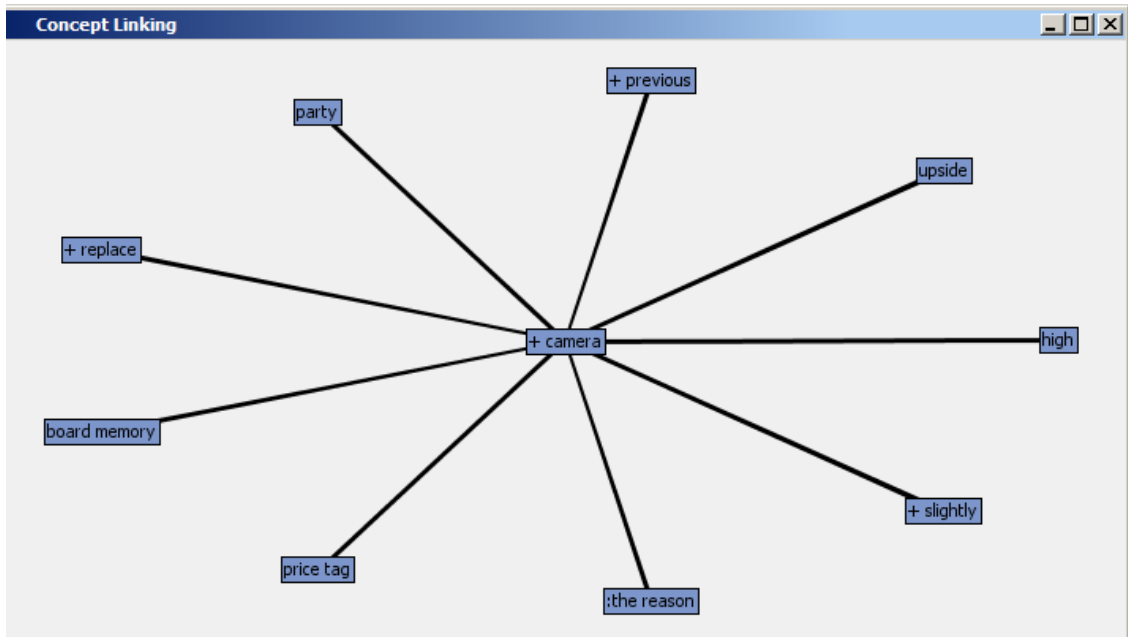 Concept Linking
+ previous
party
upside
+ replace
+ camera
high
board memory
+ slightly
price tag
:the reason